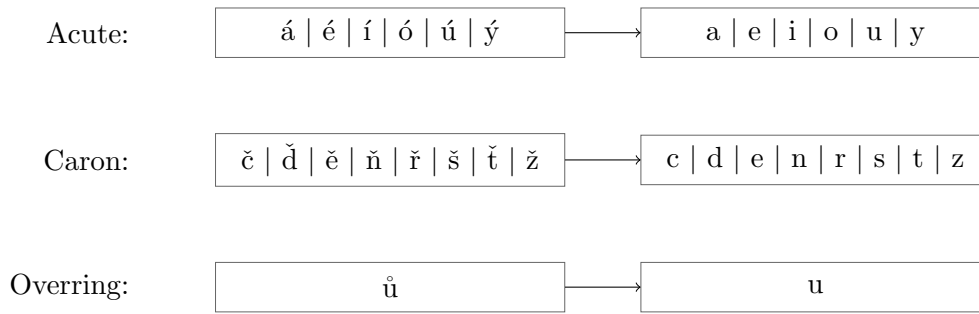 Acute: á | é | í | ó | ú | ý a | e | i | o | u | y
Caron: č | ď | ě | ň | ř | š | ť | ž c | d | e | n | r | s | t | z
Overring: ů u